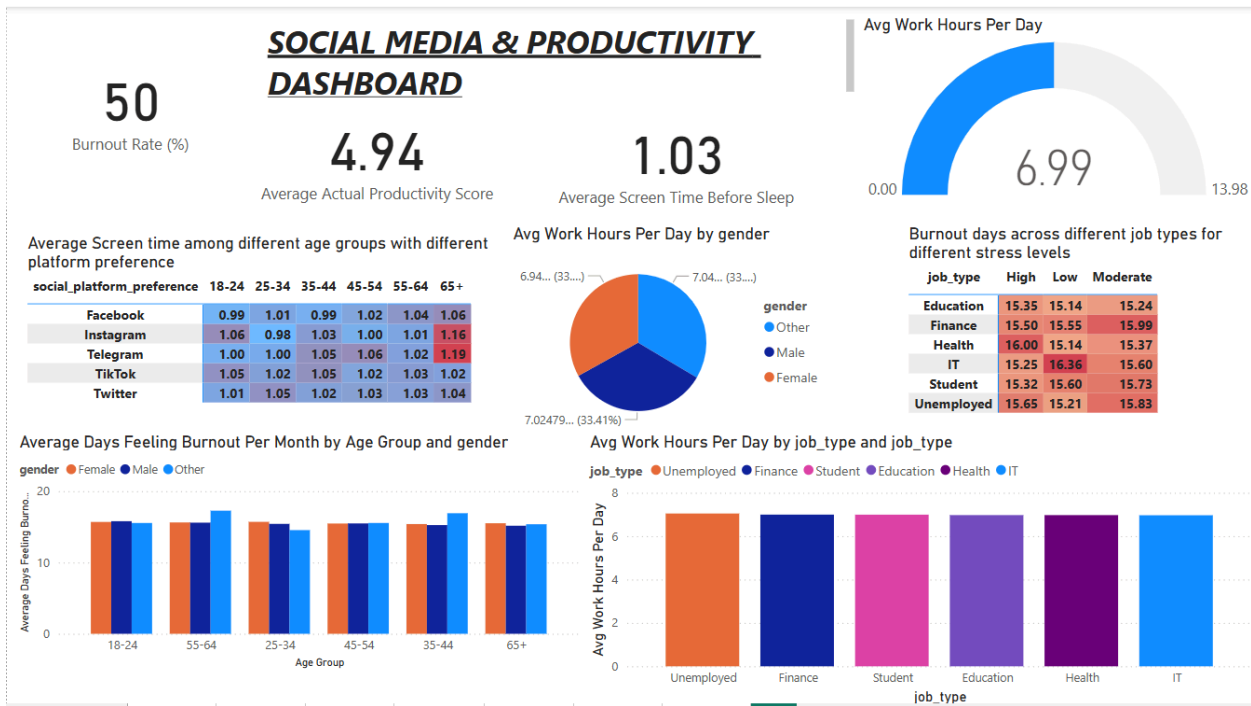 SOCIAL MEDIA & PRODUCTIVITY
DASHBOARD
50
Burnout Rate (%)
4.94
Average Actual Productivity Score
1.03
Average Screen Time Before Sleep
Avg Work Hours Per Day
6.99
0.00
13.98
Average Screen time among different age groups with different
platform preference
social_platform_preference 18-24 25-34 35-44 45-54 55-64 65+
Facebook 0.99 1.01 0.99 1.02 1.04 1.06
Instagram 1.06 0.98 1.03 1.00 1.01 1.16
Telegram 1.00 1.00 1.05 1.06 1.02 1.19
TikTok 1.05 1.02 1.05 1.02 1.03 1.02
Twitter 1.01 1.05 1.02 1.03 1.03 1.04
Avg Work Hours Per Day by gender
6.94... (33....)
7.04... (33....)
7.02479... (33.41%)
gender
Other
Male
Female
Burnout days across different job types for
different stress levels
job_type High Low Moderate
Education 15.35 15.14 15.24
Finance 15.50 15.55 15.99
Health 16.00 15.14 15.37
IT 15.25 16.36 15.60
Student 15.32 15.60 15.73
Unemployed 15.65 15.21 15.83
Average Days Feeling Burnout Per Month by Age Group and gender
gender Female Male Other
Average Days Feeling Burno...
20
10
0
18-24 55-64 25-34 45-54 35-44 65+
Age Group
Avg Work Hours Per Day by job_type and job_type
job_type Unemployed Finance Student Education Health IT
Avg Work Hours Per Day
8
6
4
2
0
Unemployed Finance Student Education Health IT
job_type